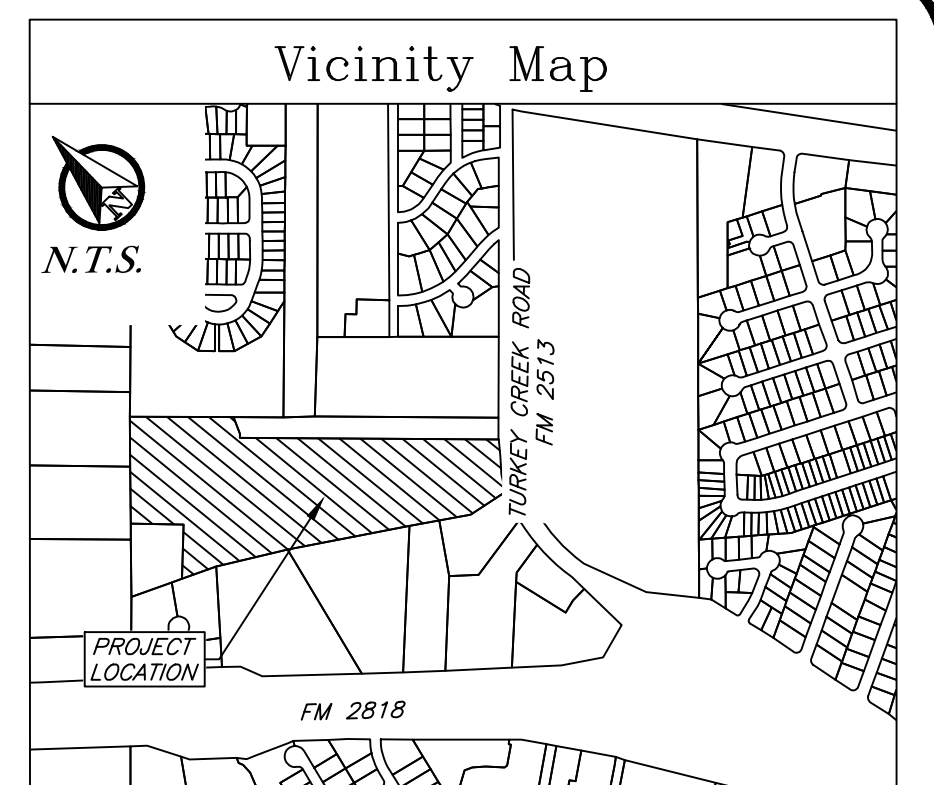 Vicinity Map
N
N.T.S.
TURKEY CREEK ROAD
FM 2513
PROJECT
LOCATION
FM 2818